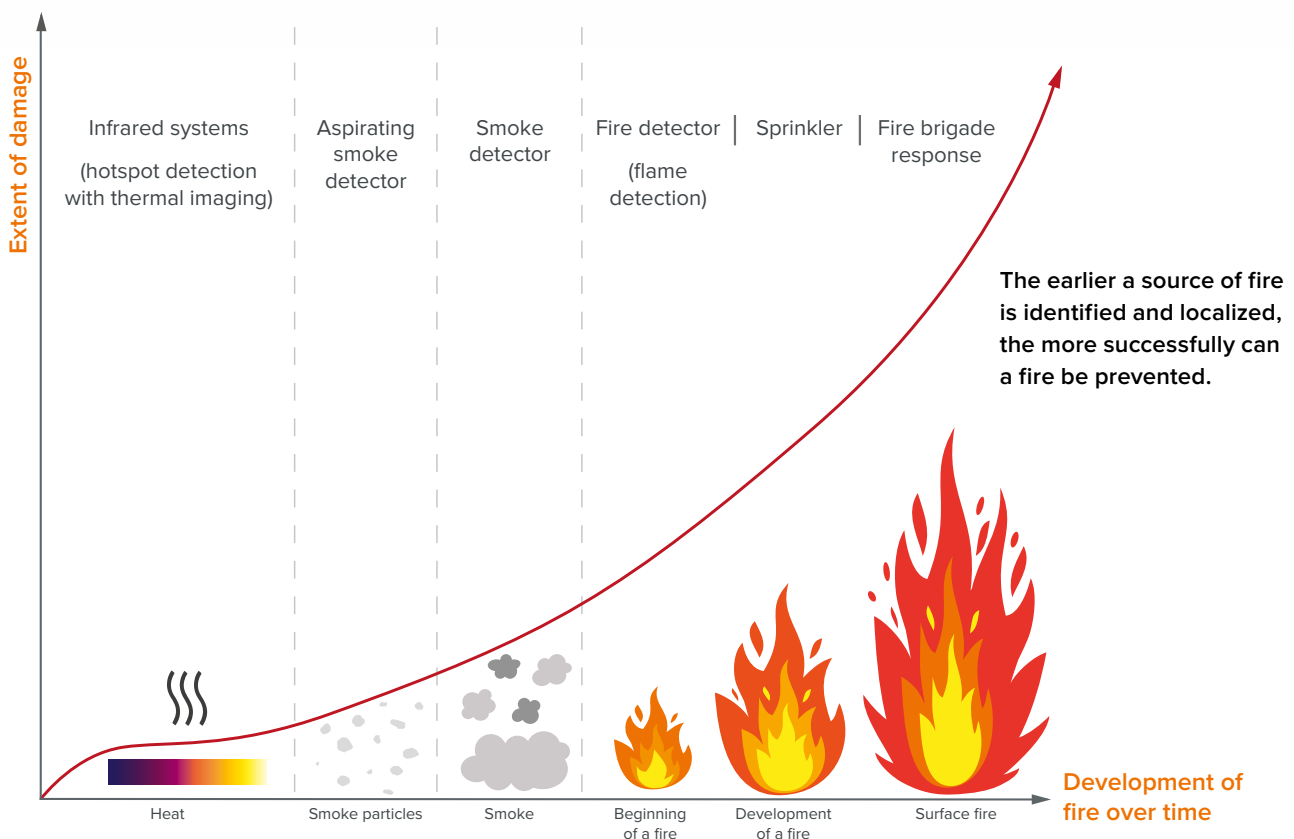 Extent of damage
Infrared systems
(hotspot detection
with thermal imaging)
Aspirating
smoke
detector
Smoke
detector
Fire detector
(flame
detection)
Sprinkler
Fire brigade
response
The earlier a source of fire
is identified and localized,
the more successfully can
a fire be prevented.
Heat
Smoke particles
Smoke
Beginning
of a fire
Development
of a fire
Surface fire
Development of
fire over time